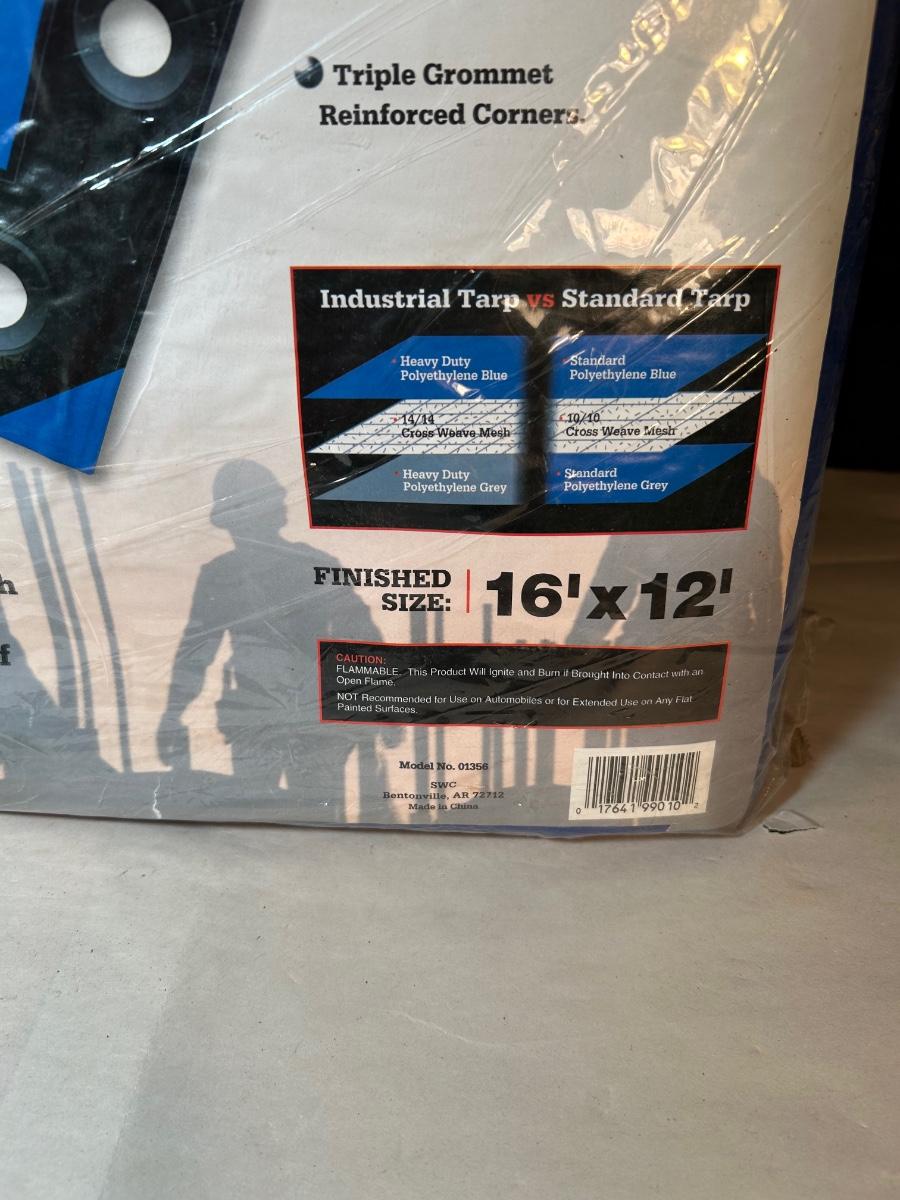 Triple Grommet
Reinforced Corners.
Industrial Tarp vs Standard Tarp
Heavy Duty
Polyethylene Blue
Standard
Polyethylene Blue
14/14
Cross Weave Mesh
10/10
Cross Weave Mesh
Heavy Duty
Polyethylene Grey
Standard
Polyethylene Grey
h
f
FINISHED
SIZE:
16'x12'
CAUTION:
FLAMMABLE. This Product Will Ignite and Burn if Brought Into Contact with an
Open Flame.
NOT Recommended for Use on Automobiles or for Extended Use on Any Flat
Painted Surfaces.
Model No. 01356
SWC
Bentonville, AR 72712
Made in China
0 17641 99010 2